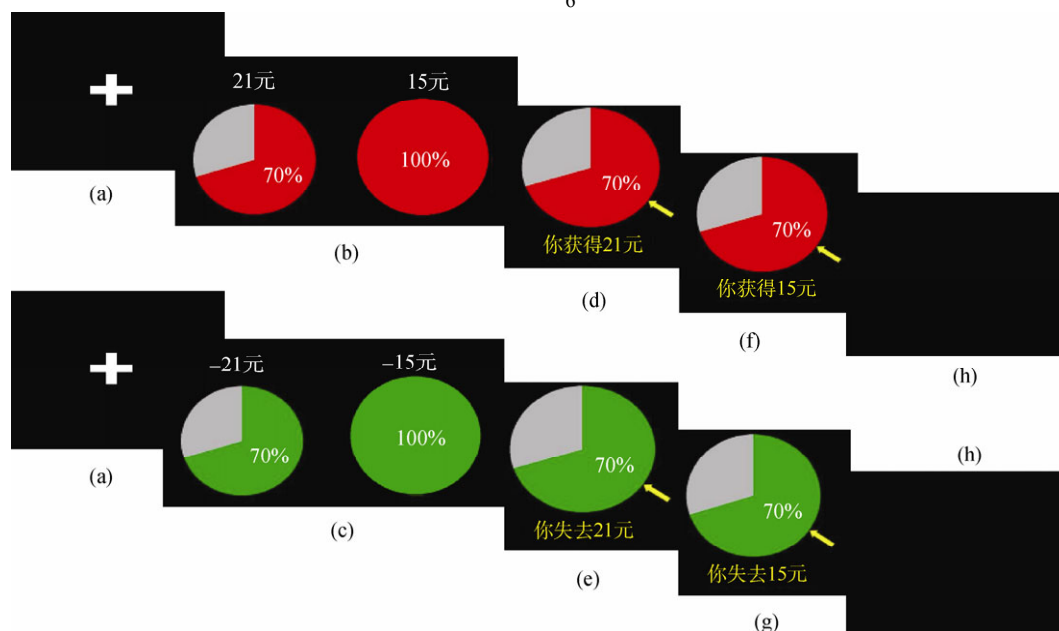 6
21元
15元
70%
100%
(a)
(b)
70%
你获得21元
(d)
70%
你获得15元
(f)
(h)
–21元
–15元
70%
100%
(a)
(c)
70%
你失去21元
(e)
70%
你失去15元
(g)
(h)